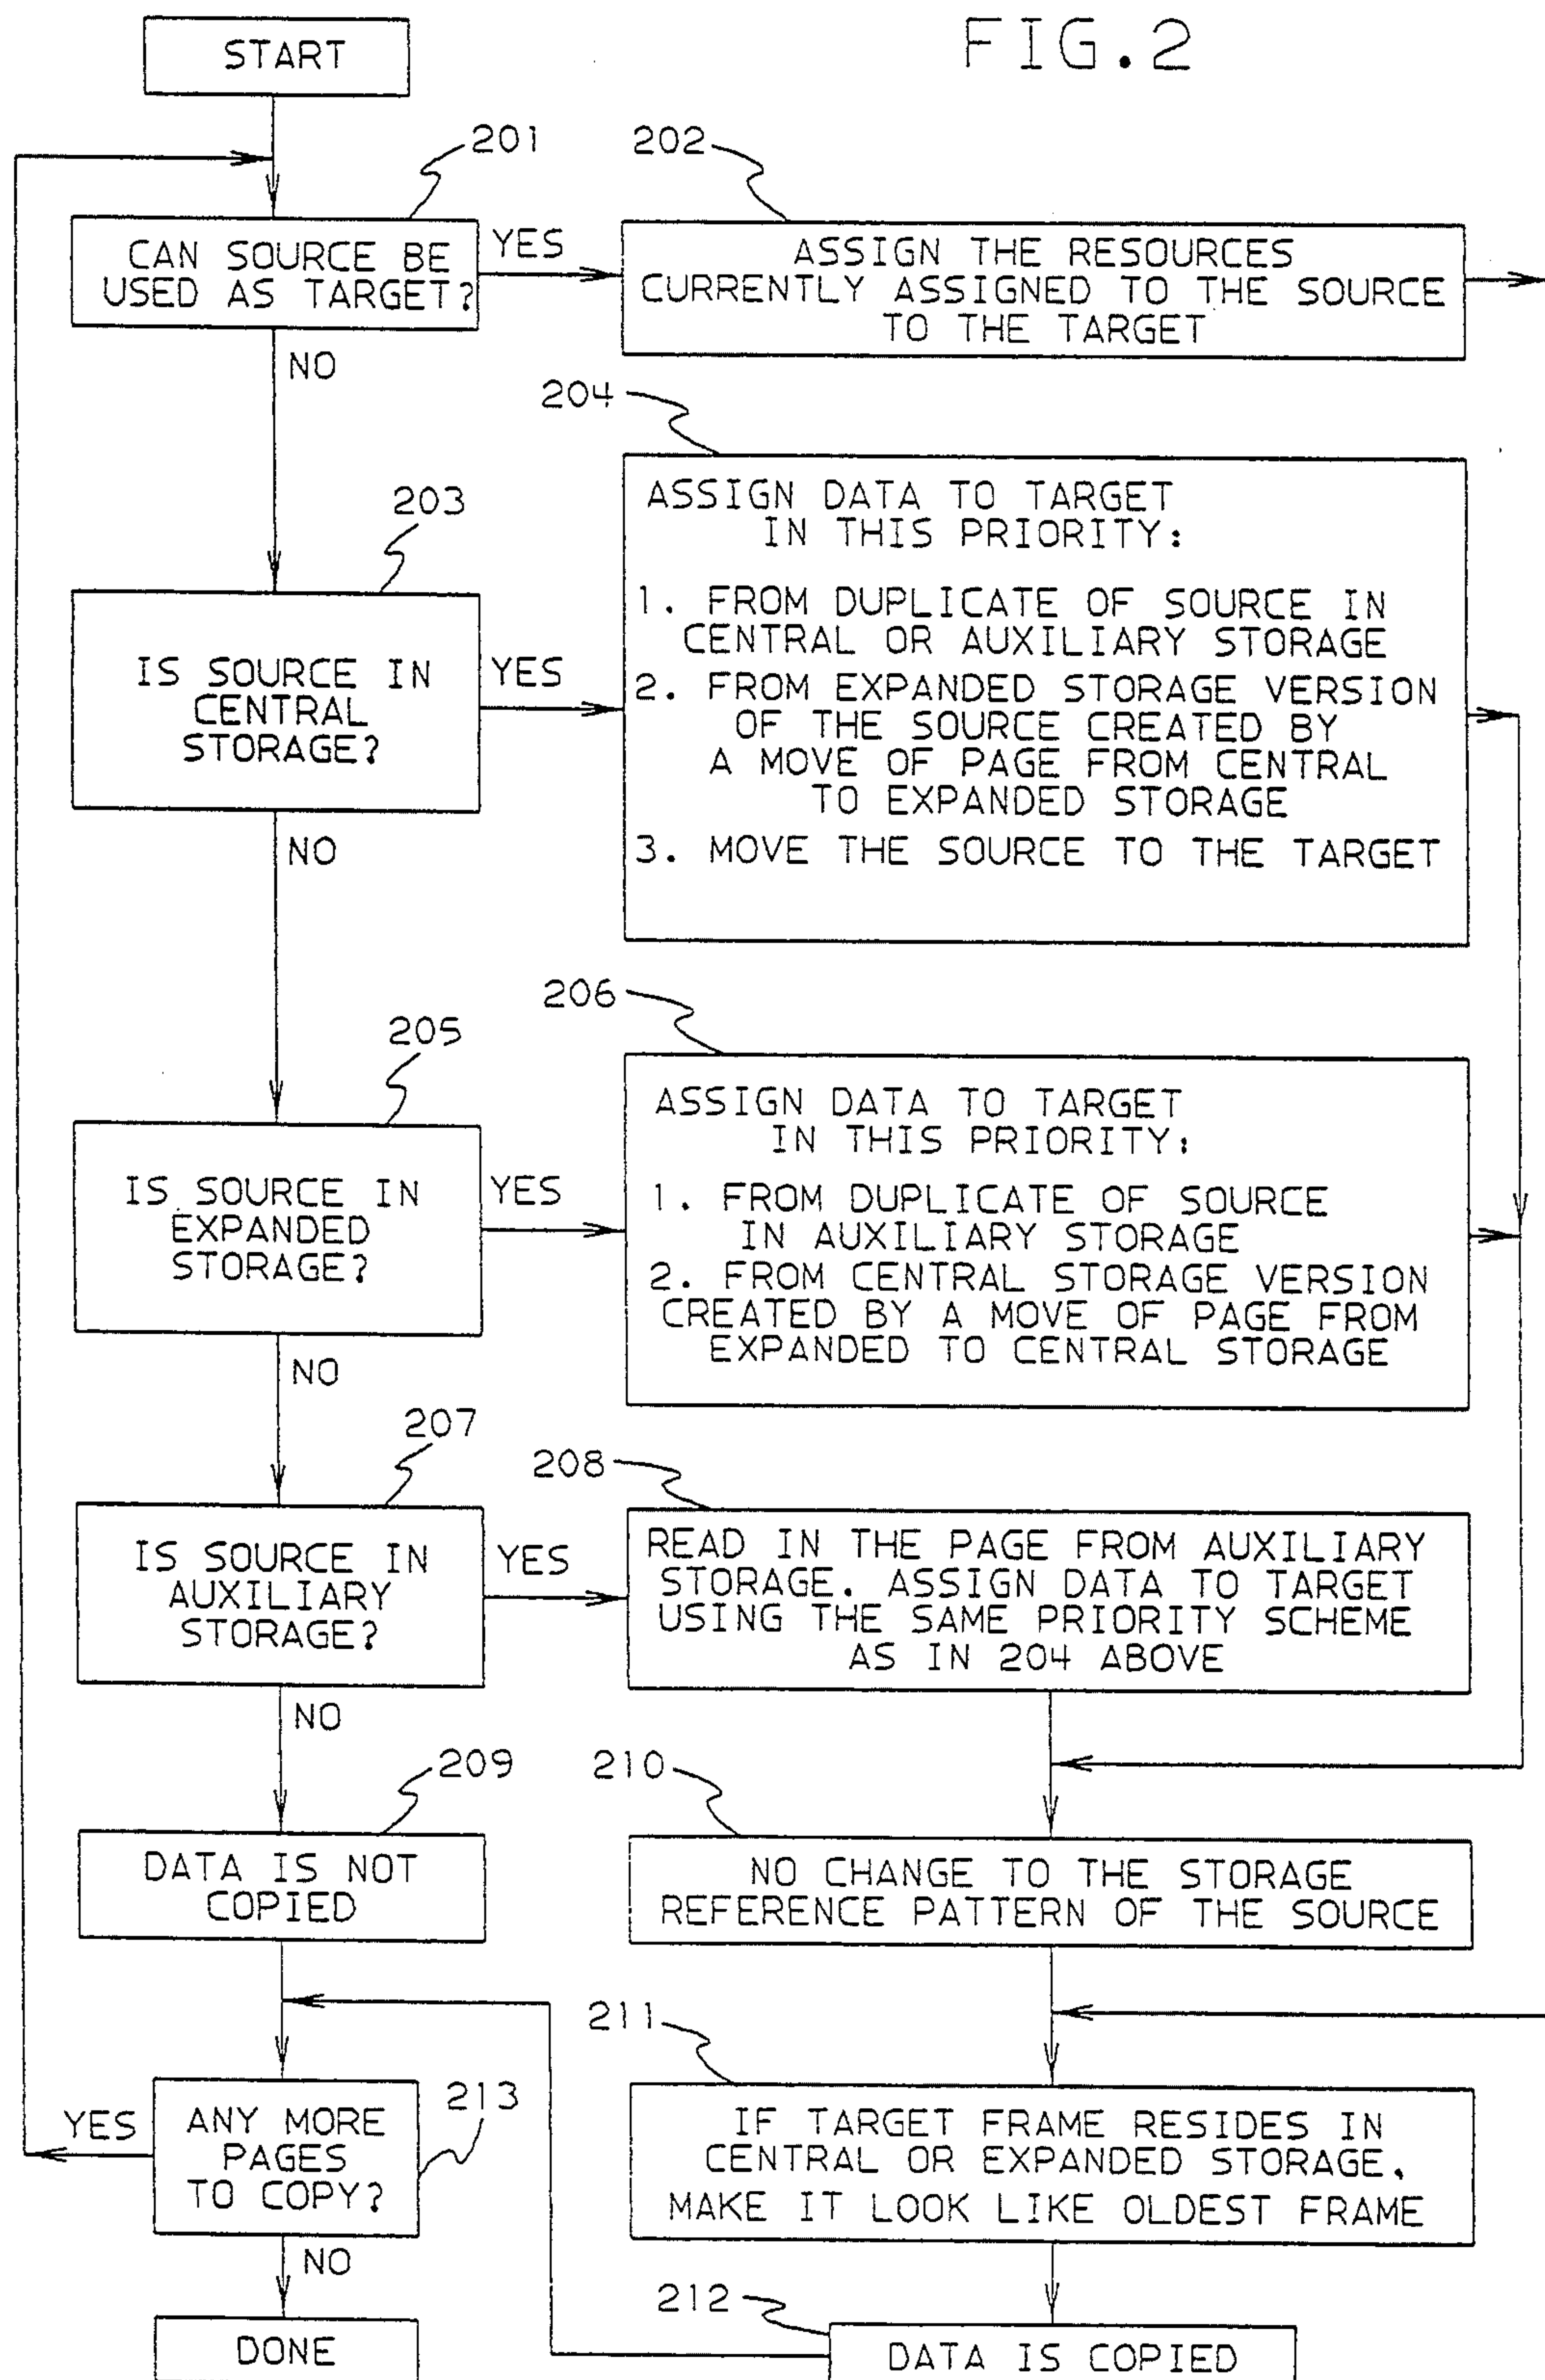 FIG.2
START
201
202
CAN SOURCE BE
USED AS TARGET?
YES
ASSIGN THE RESOURCES
CURRENTLY ASSIGNED TO THE SOURCE
TO THE TARGET
NO
204
203
ASSIGN DATA TO TARGET
IN THIS PRIORITY:
1. FROM DUPLICATE OF SOURCE IN
CENTRAL OR AUXILIARY STORAGE
2. FROM EXPANDED STORAGE VERSION
OF THE SOURCE CREATED BY
A MOVE OF PAGE FROM CENTRAL
TO EXPANDED STORAGE
3. MOVE THE SOURCE TO THE TARGET
IS SOURCE IN
CENTRAL
STORAGE?
YES
NO
206
205
ASSIGN DATA TO TARGET
IN THIS PRIORITY:
1. FROM DUPLICATE OF SOURCE
IN AUXILIARY STORAGE
2. FROM CENTRAL STORAGE VERSION
CREATED BY A MOVE OF PAGE FROM
EXPANDED TO CENTRAL STORAGE
IS SOURCE IN
EXPANDED
STORAGE?
YES
NO
207
208
IS SOURCE IN
AUXILIARY
STORAGE?
YES
READ IN THE PAGE FROM AUXILIARY
STORAGE. ASSIGN DATA TO TARGET
USING THE SAME PRIORITY SCHEME
AS IN 204 ABOVE
NO
209
210
DATA IS NOT
COPIED
NO CHANGE TO THE STORAGE
REFERENCE PATTERN OF THE SOURCE
211
213
YES
ANY MORE
PAGES
TO COPY?
IF TARGET FRAME RESIDES IN
CENTRAL OR EXPANDED STORAGE,
MAKE IT LOOK LIKE OLDEST FRAME
NO
212
DONE
DATA IS COPIED